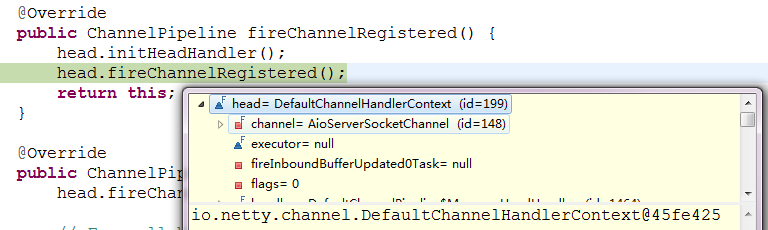 @Override
public ChannelPipeline fireChannelRegistered() {
head.initHeadHandler();
head.fireChannelRegistered();
return this;
}
head= DefaultChannelHandlerContext (id=199)
channel= AioServerSocketChannel (id=148)
executor= null
fireInboundBufferUpdated0Task= null
flags= 0
@Override
public ChannelPip
head.fireChan
io.netty.channel.DefaultChannelHandlerContext@45fe425